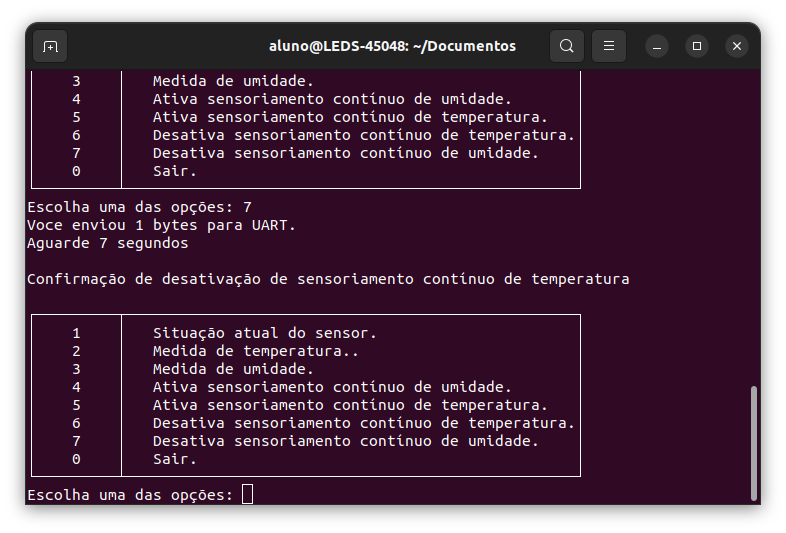 aluno@LEDS-45048: ~/Documentos
3 Medida de umidade.
4 Ativa sensoriamento contínuo de umidade.
5 Ativa sensoriamento contínuo de temperatura.
6 Desativa sensoriamento contínuo de temperatura.
7 Desativa sensoriamento contínuo de umidade.
0 Sair.
Escolha uma das opções: 7
Voce enviou 1 bytes para UART.
Aguarde 7 segundos
Confirmação de desativação de sensoriamento contínuo de temperatura
1 Situação atual do sensor.
2 Medida de temperatura..
3 Medida de umidade.
4 Ativa sensoriamento contínuo de umidade.
5 Ativa sensoriamento contínuo de temperatura.
6 Desativa sensoriamento contínuo de temperatura.
7 Desativa sensoriamento contínuo de umidade.
0 Sair.
Escolha uma das opções: